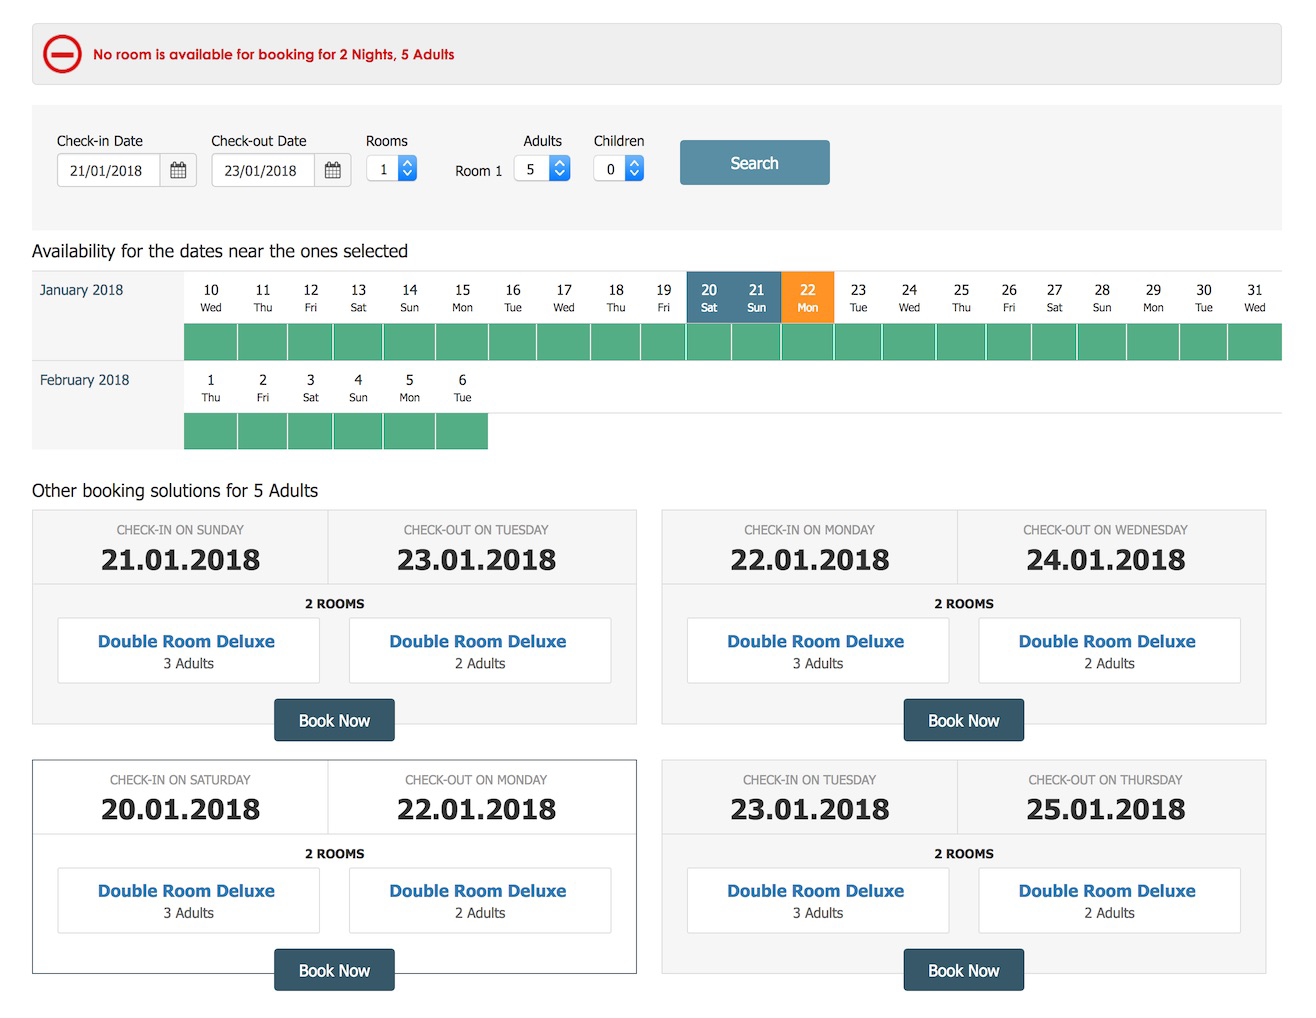 No room is available for booking for 2 Nights, 5 Adults
Check-in Date Check-out Date Rooms Adults Children
21/01/2018 23/01/2018 1 Room 1 5 0 Search
Availability for the dates near the ones selected
January 2018 10 11 12 13 14 15 16 17 18 19 20 21 22 23 24 25 26 27 28 29 30 31
Wed Thu Fri Sat Sun Mon Tue Wed Thu Fri Sat Sun Mon Tue Wed Thu Fri Sat Sun Mon Tue Wed
February 2018 1 2 3 4 5 6
Thu Fri Sat Sun Mon Tue
Other booking solutions for 5 Adults
CHECK-IN ON SUNDAY CHECK-OUT ON TUESDAY
21.01.2018 23.01.2018
2 ROOMS
Double Room Deluxe Double Room Deluxe
3 Adults 2 Adults
Book Now
CHECK-IN ON MONDAY CHECK-OUT ON WEDNESDAY
22.01.2018 24.01.2018
2 ROOMS
Double Room Deluxe Double Room Deluxe
3 Adults 2 Adults
Book Now
CHECK-IN ON SATURDAY CHECK-OUT ON MONDAY
20.01.2018 22.01.2018
2 ROOMS
Double Room Deluxe Double Room Deluxe
3 Adults 2 Adults
Book Now
CHECK-IN ON TUESDAY CHECK-OUT ON THURSDAY
23.01.2018 25.01.2018
2 ROOMS
Double Room Deluxe Double Room Deluxe
3 Adults 2 Adults
Book Now